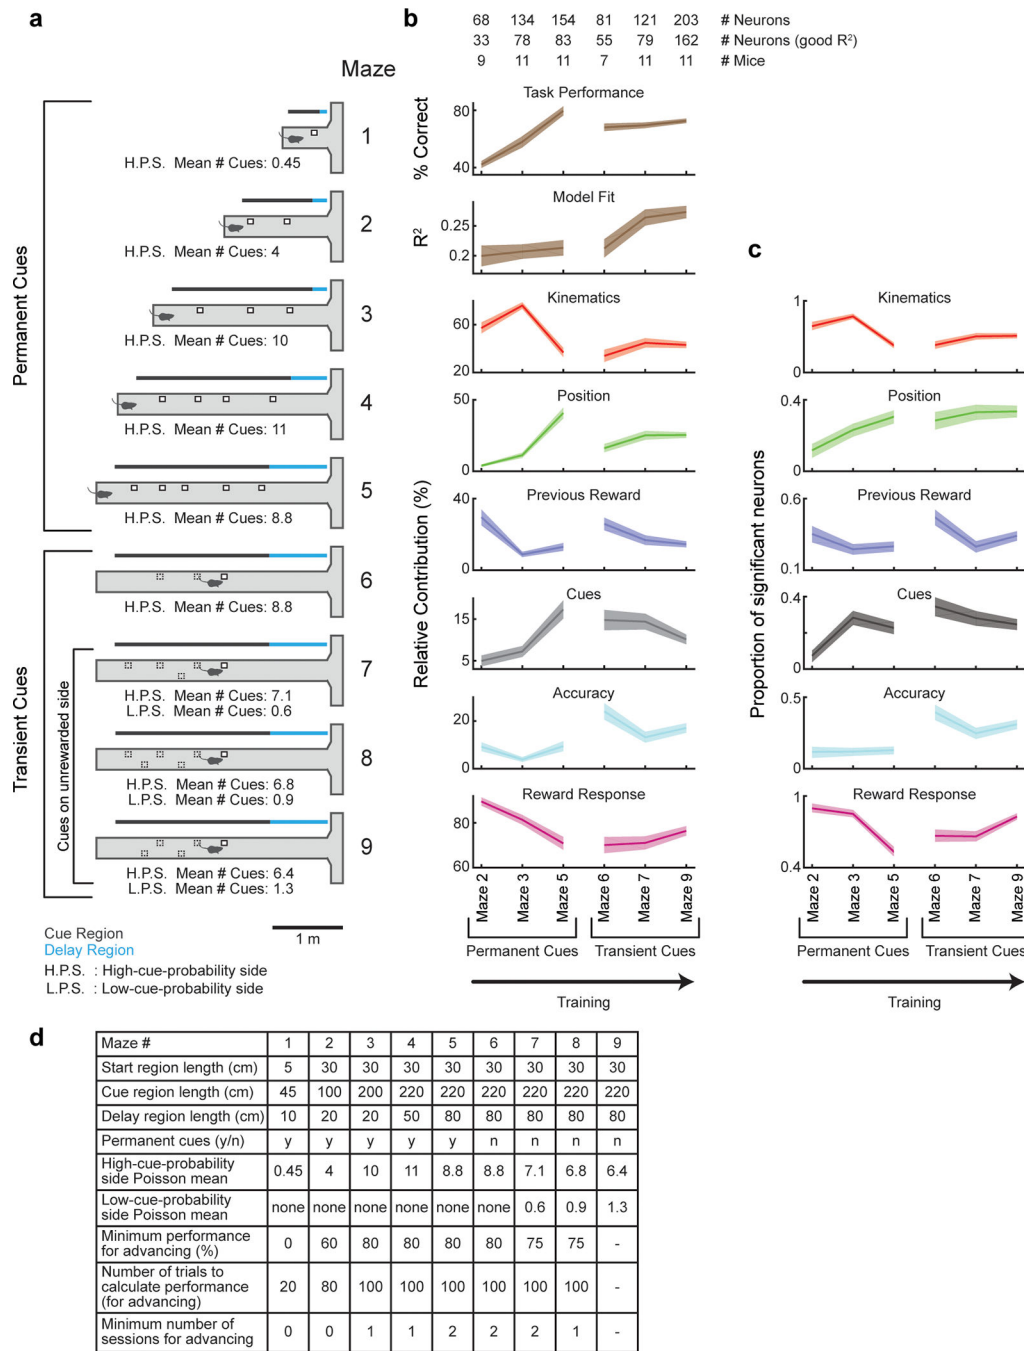 a
Maze
Permanent Cues
1
H.P.S. Mean # Cues: 0.45
2
H.P.S. Mean # Cues: 4
3
H.P.S. Mean # Cues: 10
4
H.P.S. Mean # Cues: 11
5
H.P.S. Mean # Cues: 8.8
Transient Cues
6
H.P.S. Mean # Cues: 8.8
Cues on unrewarded side
7
H.P.S. Mean # Cues: 7.1
L.P.S. Mean # Cues: 0.6
8
H.P.S. Mean # Cues: 6.8
L.P.S. Mean # Cues: 0.9
9
H.P.S. Mean # Cues: 6.4
L.P.S. Mean # Cues: 1.3
Cue Region
Delay Region
1 m
H.P.S. : High-cue-probability side
L.P.S. : Low-cue-probability side
b
68 134 154 81 121 203 # Neurons
33 78 83 55 79 162 # Neurons (good R²)
9 11 11 7 11 11 # Mice
Task Performance
% Correct
80
40
Model Fit
R²
0.25
0.2
Relative Contribution (%)
Kinematics
60
20
Position
50
0
Previous Reward
40
0
Cues
15
5
Accuracy
20
0
Reward Response
80
60
Maze 2
Maze 3
Maze 5
Maze 6
Maze 7
Maze 9
Permanent Cues
Transient Cues
Training
c
Proportion of significant neurons
Kinematics
1
0
Position
0.4
0
Previous Reward
0.6
0.1
Cues
0.4
0
Accuracy
0.5
0
Reward Response
1
0.4
Maze 2
Maze 3
Maze 5
Maze 6
Maze 7
Maze 9
Permanent Cues
Transient Cues
Training
d
Maze # 1 2 3 4 5 6 7 8 9
Start region length (cm) 5 30 30 30 30 30 30 30 30
Cue region length (cm) 45 100 200 220 220 220 220 220 220
Delay region length (cm) 10 20 20 50 80 80 80 80 80
Permanent cues (y/n) y y y y y n n n n
High-cue-probability
side Poisson mean 0.45 4 10 11 8.8 8.8 7.1 6.8 6.4
Low-cue-probability
side Poisson mean none none none none none none 0.6 0.9 1.3
Minimum performance
for advancing (%) 0 60 80 80 80 80 75 75 -
Number of trials to
calculate performance 20 80 100 100 100 100 100 100 -
(for advancing)
Minimum number of
sessions for advancing 0 0 1 1 2 2 2 1 -